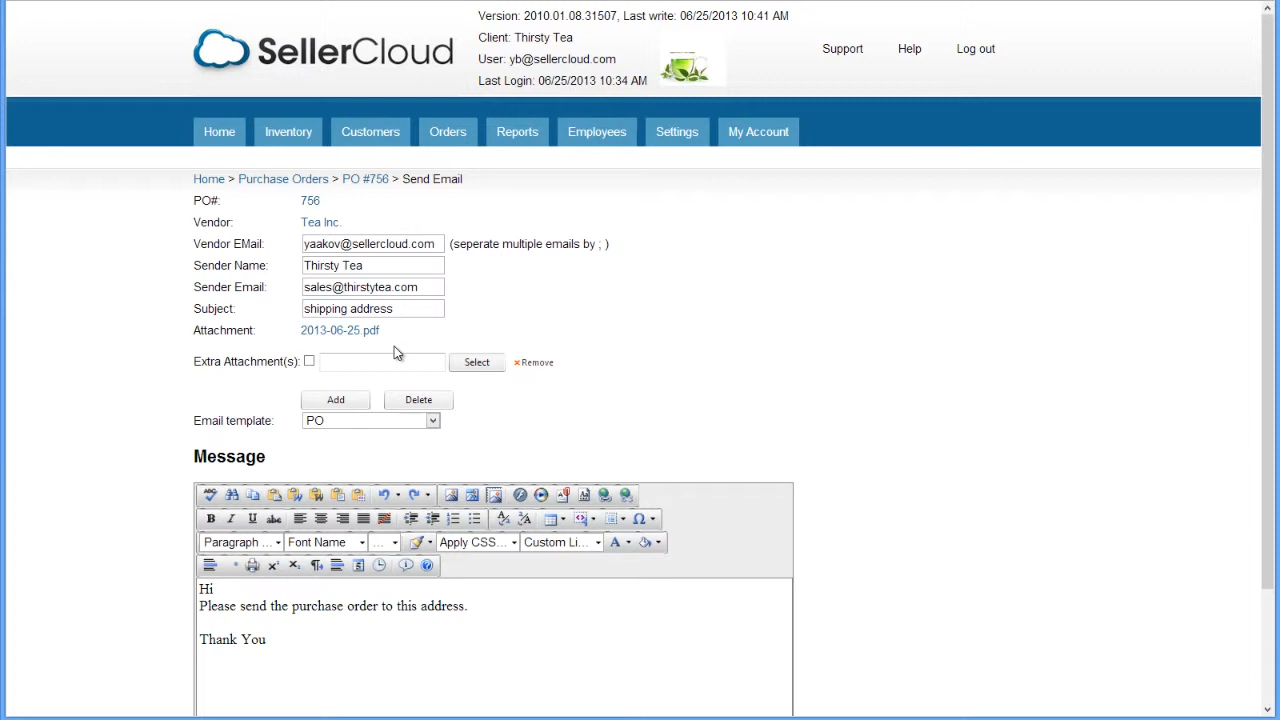 SellerCloud
Version: 2010.01.08.31507, Last write: 06/25/2013 10:41 AM
Client: Thirsty Tea
User: yb@sellercloud.com
Last Login: 06/25/2013 10:34 AM
Support Help Log out
Home Inventory Customers Orders Reports Employees Settings My Account
Home > Purchase Orders > PO #756 > Send Email
PO#: 756
Vendor: Tea Inc.
Vendor EMail: yaakov@sellercloud.com (seperate multiple emails by ; )
Sender Name: Thirsty Tea
Sender Email: sales@thirstytea.com
Subject: shipping address
Attachment: 2013-06-25.pdf
Extra Attachment(s): Select Remove
Add Delete
Email template: PO
Message
B I U abc
Paragraph ... Font Name ... Apply CSS... Custom Li... A
Hi
Please send the purchase order to this address.
Thank You